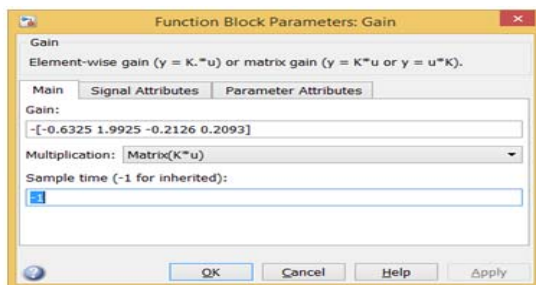 Function Block Parameters: Gain
Gain
Element-wise gain (y = K.*u) or matrix gain (y = K*u or y = u*K).
Main Signal Attributes Parameter Attributes
Gain:
-[-0.6325 1.9925 -0.2126 0.2093]
Multiplication: Matrix(K*u)
Sample time (-1 for inherited):
-1
OK Cancel Help Apply